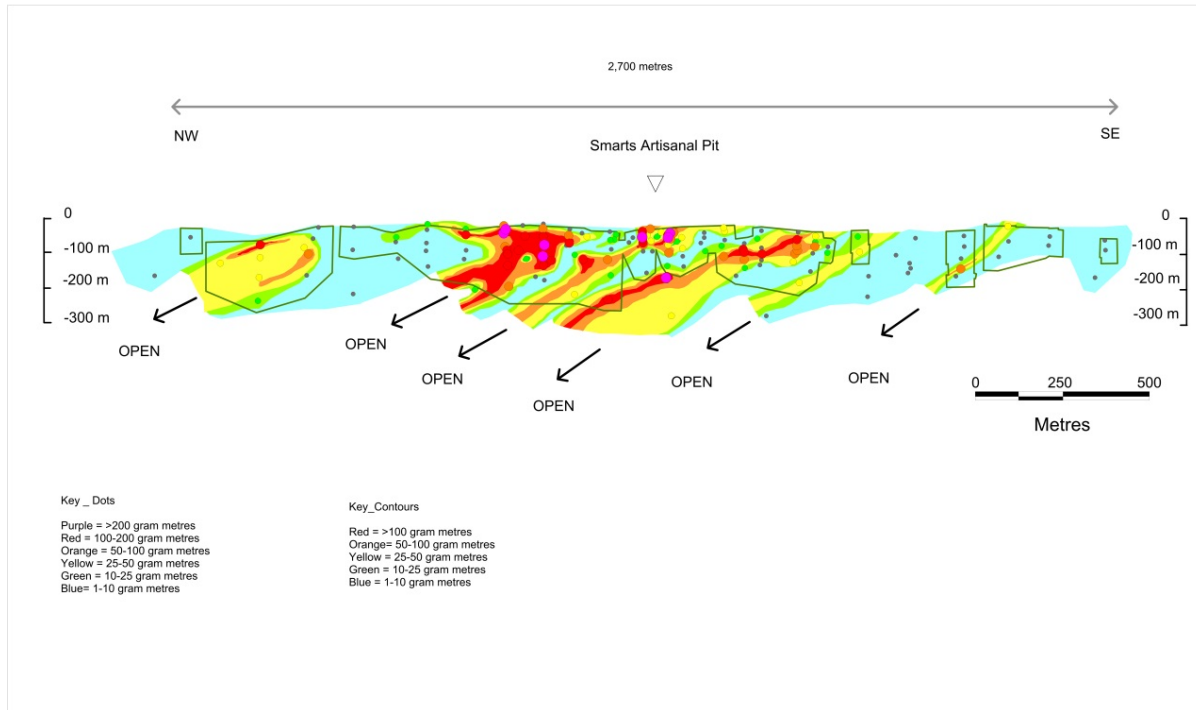 2,700 metres
NW
SE
Smarts Artisanal Pit
0
-100 m
-200 m
-300 m
0
-100 m
-200 m
-300 m
OPEN
OPEN
OPEN
OPEN
OPEN
OPEN
0 250 500
Metres
Key _ Dots
Purple = >200 gram metres
Red = 100-200 gram metres
Orange = 50-100 gram metres
Yellow = 25-50 gram metres
Green = 10-25 gram metres
Blue= 1-10 gram metres
Key_Contours
Red = >100 gram metres
Orange= 50-100 gram metres
Yellow = 25-50 gram metres
Green = 10-25 gram metres
Blue = 1-10 gram metres